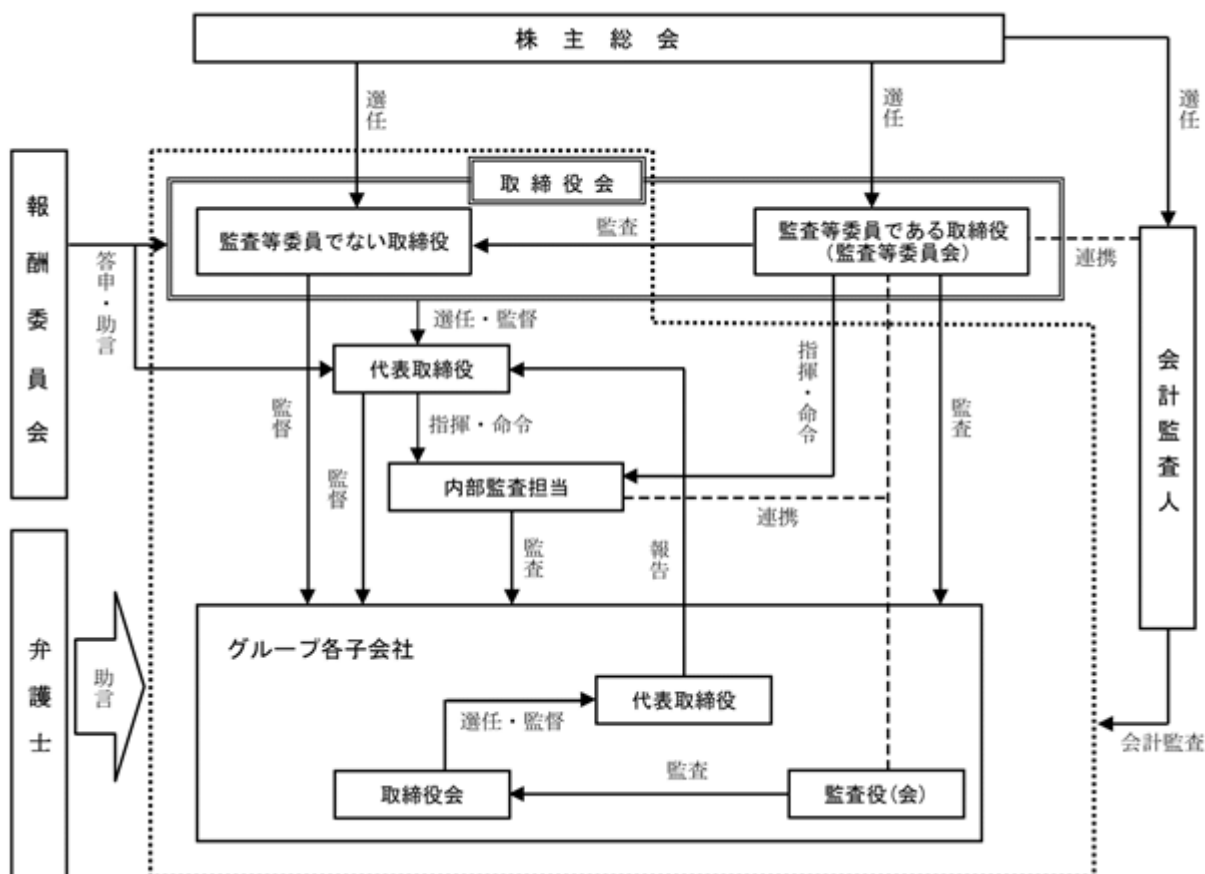 株主総会
選任
選任
選任
報酬委員会
取締役会
監査等委員でない取締役
監査
監査等委員である取締役
(監査等委員会)
連携
答申・助言
選任・監督
代表取締役
監督
監督
指揮・命令
指揮・命令
監査
会計監査人
内部監査担当
連携
監査
報告
弁護士
助言
グループ各子会社
代表取締役
選任・監督
会計監査
監査
取締役会
監査役(会)